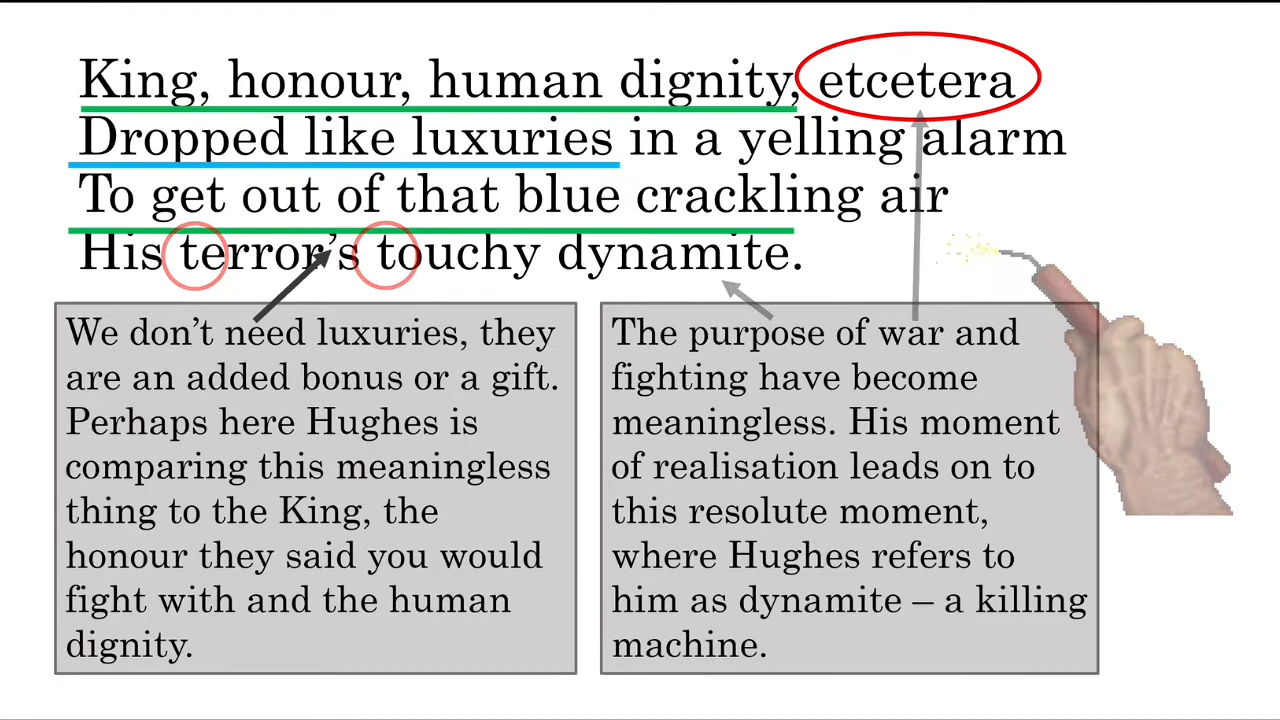 King, honour, human dignity, etcetera
Dropped like luxuries in a yelling alarm
To get out of that blue crackling air
His terror's touchy dynamite.
We don't need luxuries, they
are an added bonus or a gift.
Perhaps here Hughes is
comparing this meaningless
thing to the King, the
honour they said you would
fight with and the human
dignity.
The purpose of war and
fighting have become
meaningless. His moment
of realisation leads on to
this resolute moment,
where Hughes refers to
him as dynamite – a killing
machine.